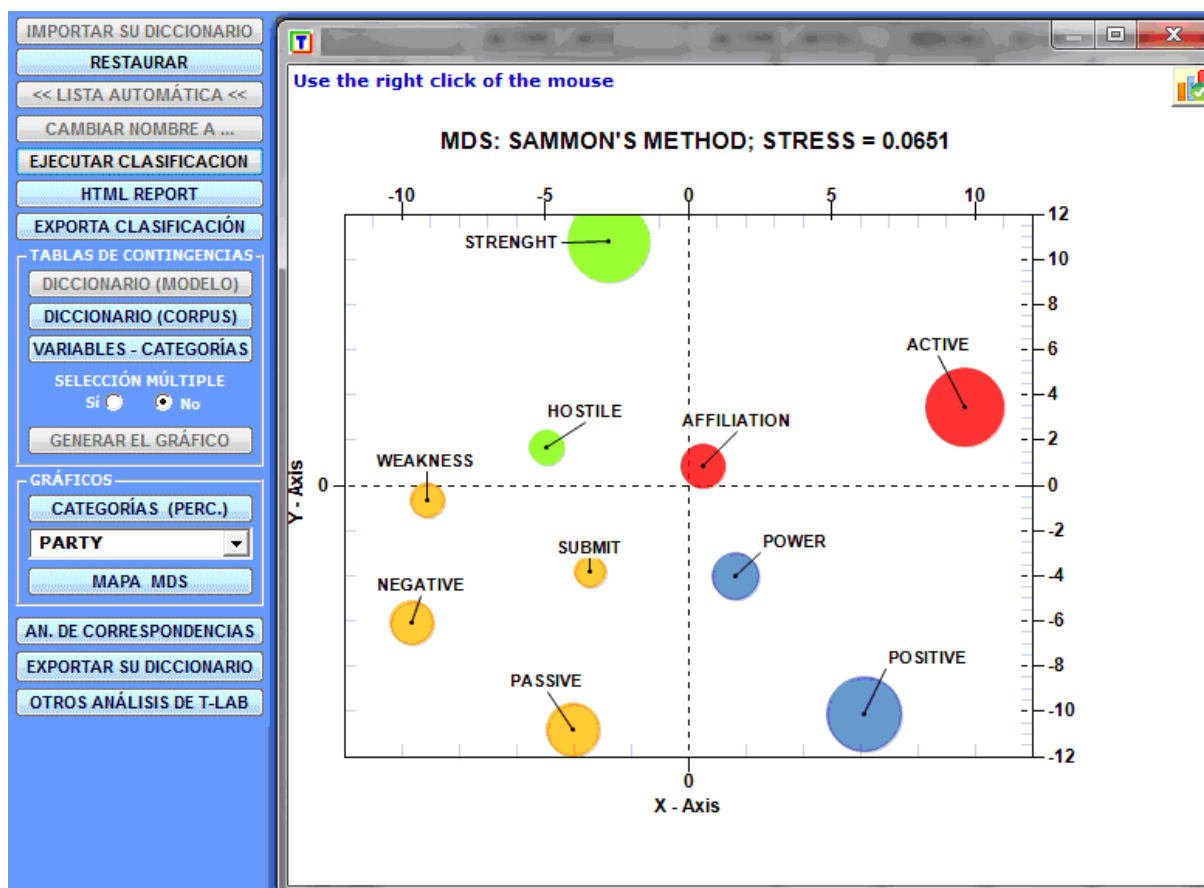 IMPORTAR SU DICCIONARIO
RESTAURAR
<< LISTA AUTOMÁTICA <<
CAMBIAR NOMBRE A ...
EJECUTAR CLASIFICACION
HTML REPORT
EXPORTA CLASIFICACIÓN
TABLAS DE CONTINGENCIAS
DICCIONARIO (MODELO)
DICCIONARIO (CORPUS)
VARIABLES - CATEGORÍAS
SELECCIÓN MÚLTIPLE
Sí No
GENERAR EL GRÁFICO
GRÁFICOS
CATEGORÍAS (PERC.)
PARTY
MAPA MDS
AN. DE CORRESPONDENCIAS
EXPORTAR SU DICCIONARIO
OTROS ANÁLISIS DE T-LAB
T
Use the right click of the mouse
MDS: SAMMON'S METHOD; STRESS = 0.0651
-10 -5 0 5 10
12
10
8
6
4
2
0
-2
-4
-6
-8
-10
-12
STRENGHT
ACTIVE
HOSTILE
AFFILIATION
WEAKNESS
0
Y - Axis
SUBMIT
POWER
NEGATIVE
POSITIVE
PASSIVE
0
X - Axis